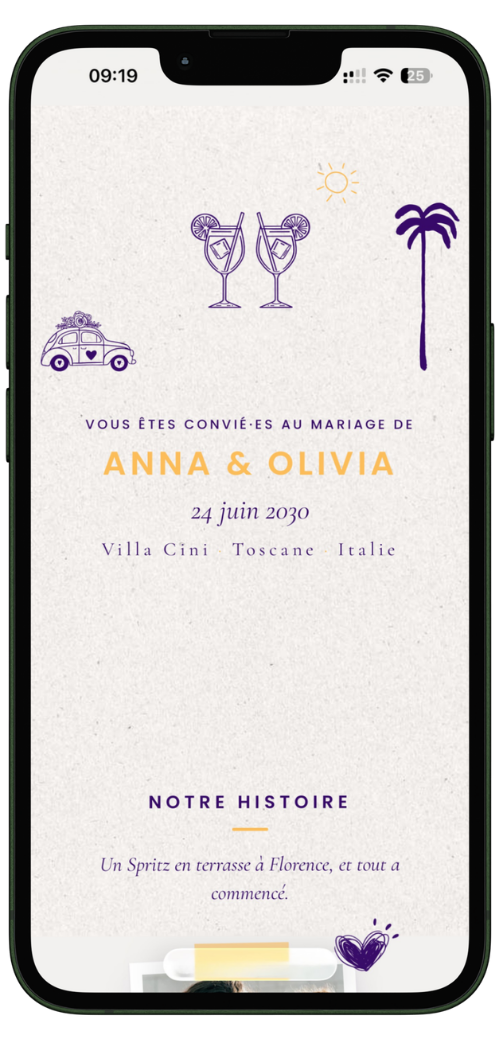 09:19
25
VOUS ÊTES CONVIÉ·ES AU MARIAGE DE
ANNA & OLIVIA
24 juin 2030
Villa Cini Toscane Italie
NOTRE HISTOIRE
Un Spritz en terrasse à Florence, et tout a
commencé.